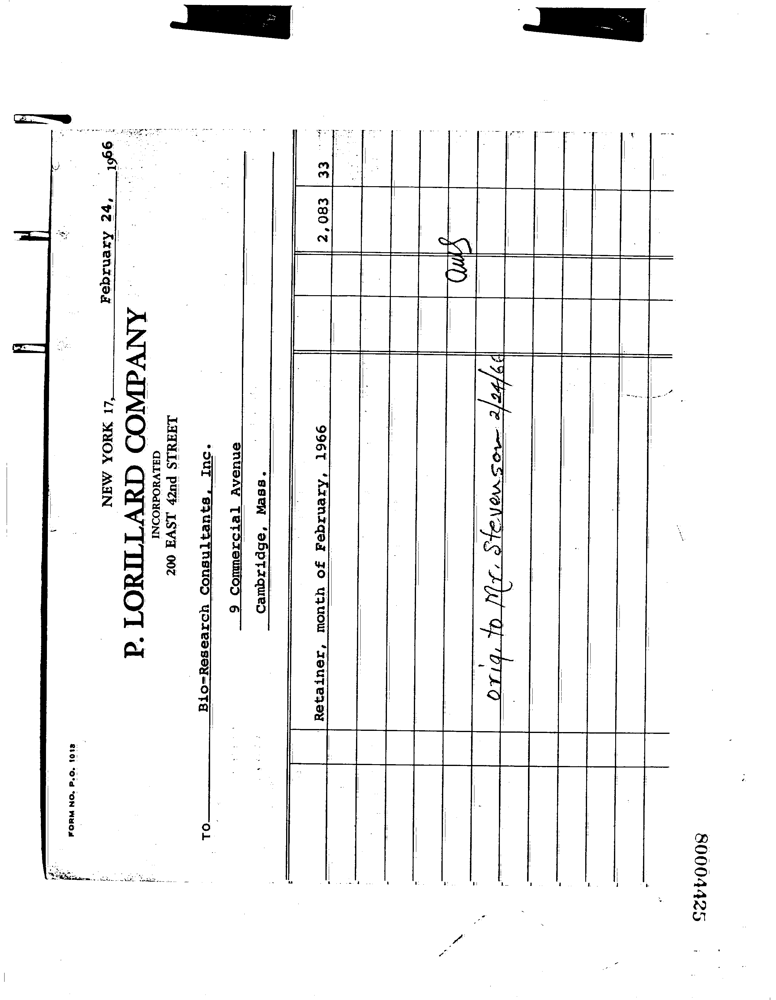 FORM NO. P.O. 1018
NEW YORK 17, February 24, 1966
P. LORILLARD COMPANY
INCORPORATED
200 EAST 42nd STREET
TO Bio-Research Consultants, Inc.
9 Commercial Avenue
Cambridge, Mass.
Retainer, month of February, 1966 2,083 33
orig. to Mr. Stevenson 2/24/66
80004425